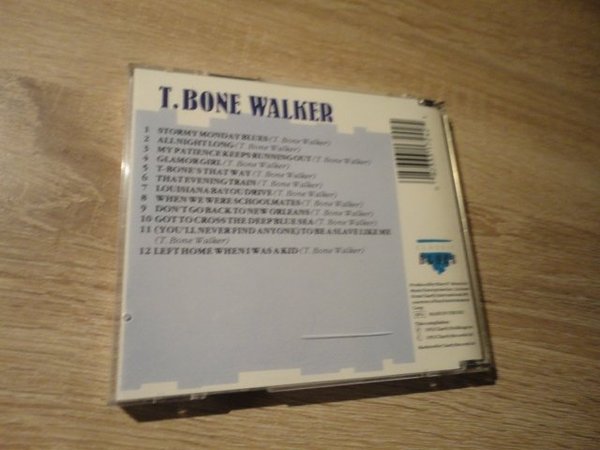 T. BONE WALKER
1 STORMY MONDAY BLUES (T. Bone Walker)
2 ALL NIGHT LONG (T. Bone Walker)
3 MY PATIENCE KEEPS RUNNING OUT (T. Bone Walker)
4 GLAMOR GIRL (T. Bone Walker)
5 T-BONE'S THAT WAY (T. Bone Walker)
6 THAT EVENING TRAIN (T. Bone Walker)
7 LOUISIANA BAYOU DRIVE (T. Bone Walker)
8 WHEN WE WERE SCHOOLMATES (T. Bone Walker)
9 DON'T GO BACK TO NEW ORLEANS (T. Bone Walker)
10 GOT TO CROSS THE DEEP BLUE SEA (T. Bone Walker)
11 (YOU'LL NEVER FIND ANYONE) TO BE A SLAVE LIKE ME
(T. Bone Walker)
12 LEFT HOME WHEN I WAS A KID (T. Bone Walker)